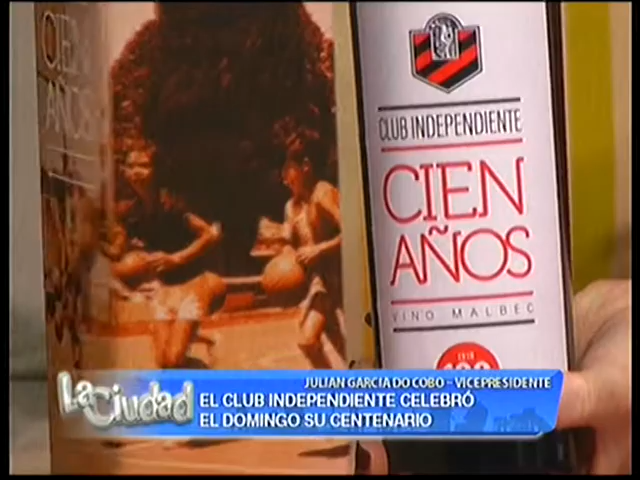 CIEN
AÑOS
CLUB INDEPENDIENTE
CIEN
AÑOS
VINO MALBEC
100
La Ciudad
JULIAN GARCIA DO COBO - VICEPRESIDENTE
EL CLUB INDEPENDIENTE CELEBRÓ
EL DOMINGO SU CENTENARIO